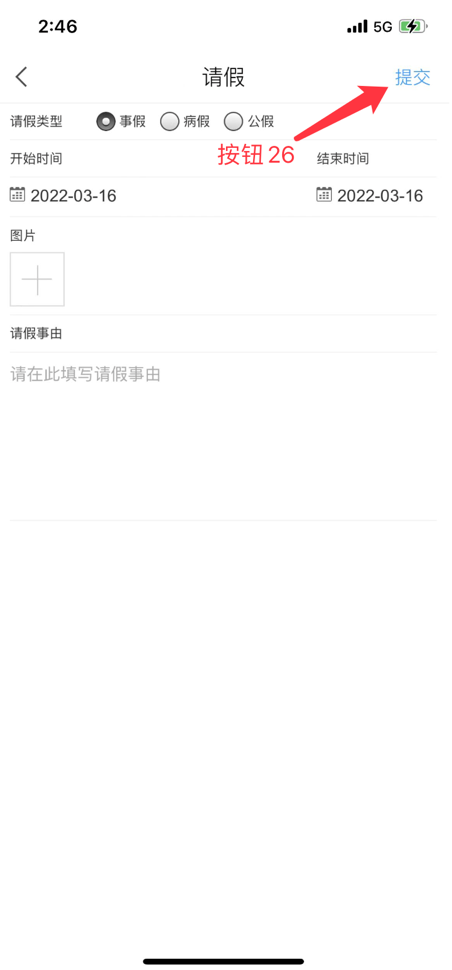 2:46 5G
请假 提交
请假类型 事假 病假 公假
按钮26
开始时间 结束时间
2022-03-16 2022-03-16
图片
请假事由
请在此填写请假事由